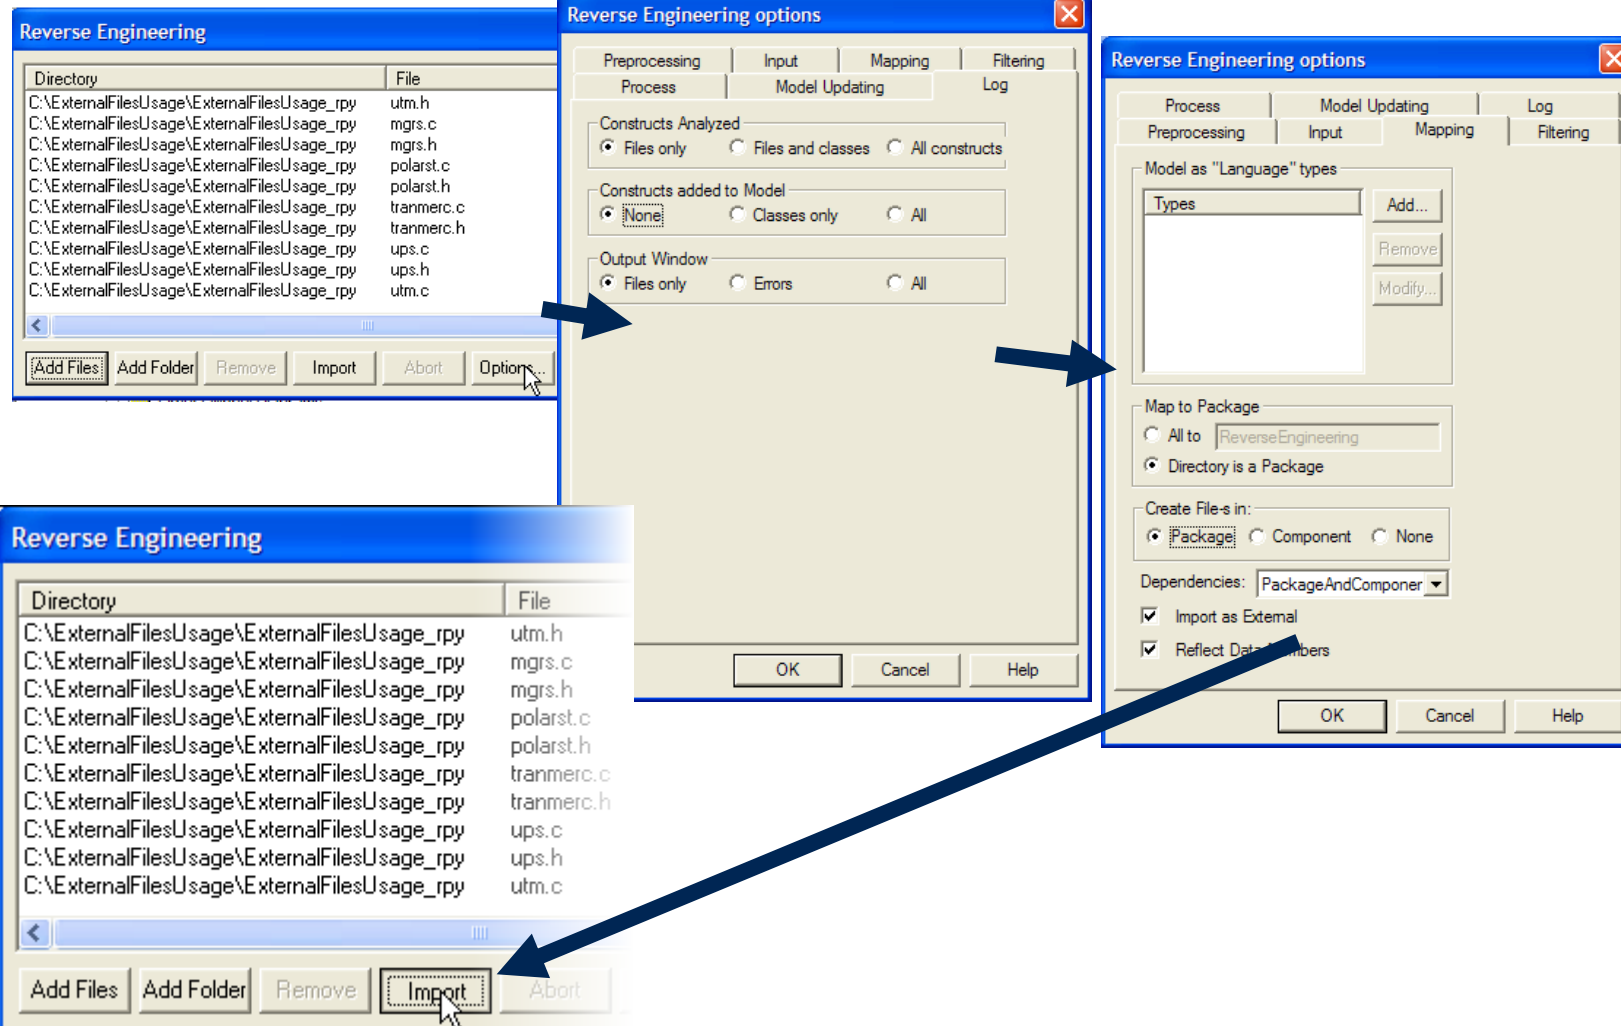 Reverse Engineering
Directory File
C:\ExternalFilesUsage\ExternalFilesUsage_rpy utm.h
C:\ExternalFilesUsage\ExternalFilesUsage_rpy mgrs.c
C:\ExternalFilesUsage\ExternalFilesUsage_rpy mgrs.h
C:\ExternalFilesUsage\ExternalFilesUsage_rpy polarst.c
C:\ExternalFilesUsage\ExternalFilesUsage_rpy polarst.h
C:\ExternalFilesUsage\ExternalFilesUsage_rpy tranmerc.c
C:\ExternalFilesUsage\ExternalFilesUsage_rpy tranmerc.h
C:\ExternalFilesUsage\ExternalFilesUsage_rpy ups.c
C:\ExternalFilesUsage\ExternalFilesUsage_rpy ups.h
C:\ExternalFilesUsage\ExternalFilesUsage_rpy utm.c
Add Files Add Folder Remove Import Abort Options...
Reverse Engineering options
Preprocessing Input Mapping Filtering
Process Model Updating Log
Constructs Analyzed
Files only Files and classes All constructs
Constructs added to Model
None Classes only All
Output Window
Files only Errors All
OK Cancel Help
Reverse Engineering options
Process Model Updating Log
Preprocessing Input Mapping Filtering
Model as "Language" types
Types Add...
Remove
Modify...
Map to Package
All to ReverseEngineering
Directory is a Package
Create File-s in:
Package Component None
Dependencies: PackageAndComponer
Import as External
Reflect Data
OK Cancel Help
Reverse Engineering
Directory File
C:\ExternalFilesUsage\ExternalFilesUsage_rpy utm.h
C:\ExternalFilesUsage\ExternalFilesUsage_rpy mgrs.c
C:\ExternalFilesUsage\ExternalFilesUsage_rpy mgrs.h
C:\ExternalFilesUsage\ExternalFilesUsage_rpy polarst.c
C:\ExternalFilesUsage\ExternalFilesUsage_rpy polarst.h
C:\ExternalFilesUsage\ExternalFilesUsage_rpy tranmerc.c
C:\ExternalFilesUsage\ExternalFilesUsage_rpy tranmerc.h
C:\ExternalFilesUsage\ExternalFilesUsage_rpy ups.c
C:\ExternalFilesUsage\ExternalFilesUsage_rpy ups.h
C:\ExternalFilesUsage\ExternalFilesUsage_rpy utm.c
Add Files Add Folder Remove Import Abort